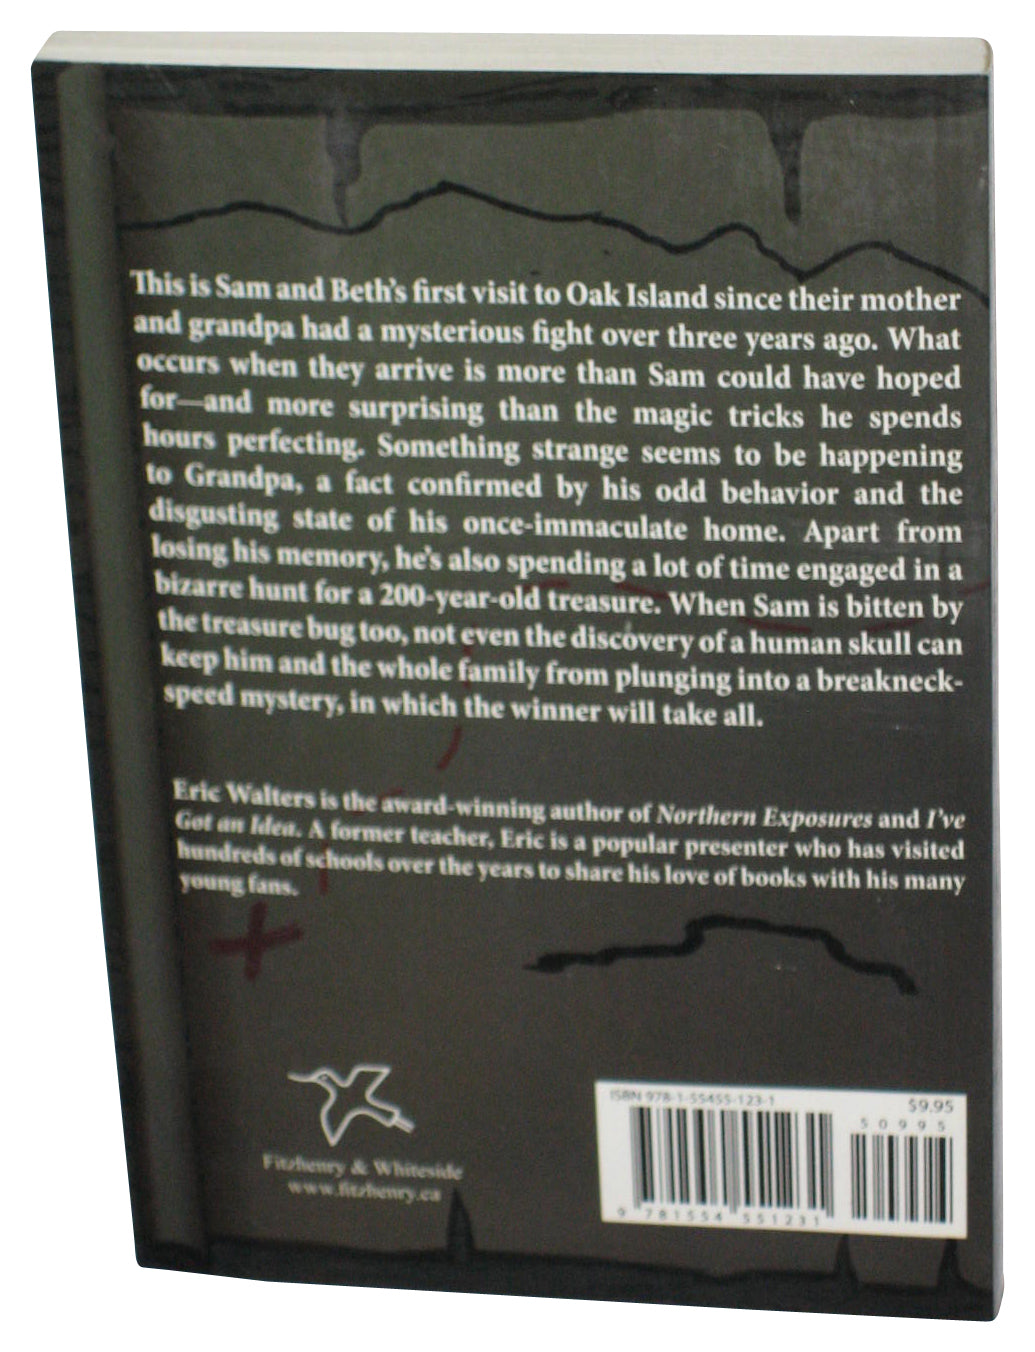 This is Sam and Beth's first visit to Oak Island since their mother
and grandpa had a mysterious fight over three years ago. What
occurs when they arrive is more than Sam could have hoped
for—and more surprising than the magic tricks he spends
hours perfecting. Something strange seems to be happening
to Grandpa, a fact confirmed by his odd behavior and the
disgusting state of his once-immaculate home. Apart from
losing his memory, he's also spending a lot of time engaged in a
bizarre hunt for a 200-year-old treasure. When Sam is bitten by
the treasure bug too, not even the discovery of a human skull can
keep him and the whole family from plunging into a breakneck-
speed mystery, in which the winner will take all.
Eric Walters is the award-winning author of Northern Exposures and I've
Got an Idea. A former teacher, Eric is a popular presenter who has visited
hundreds of schools over the years to share his love of books with his many
young fans.
Fitzhenry & Whiteside
www.fitzhenry.ca
ISBN 978-1-55455-123-1
$9.95
50995
9 781554 551231